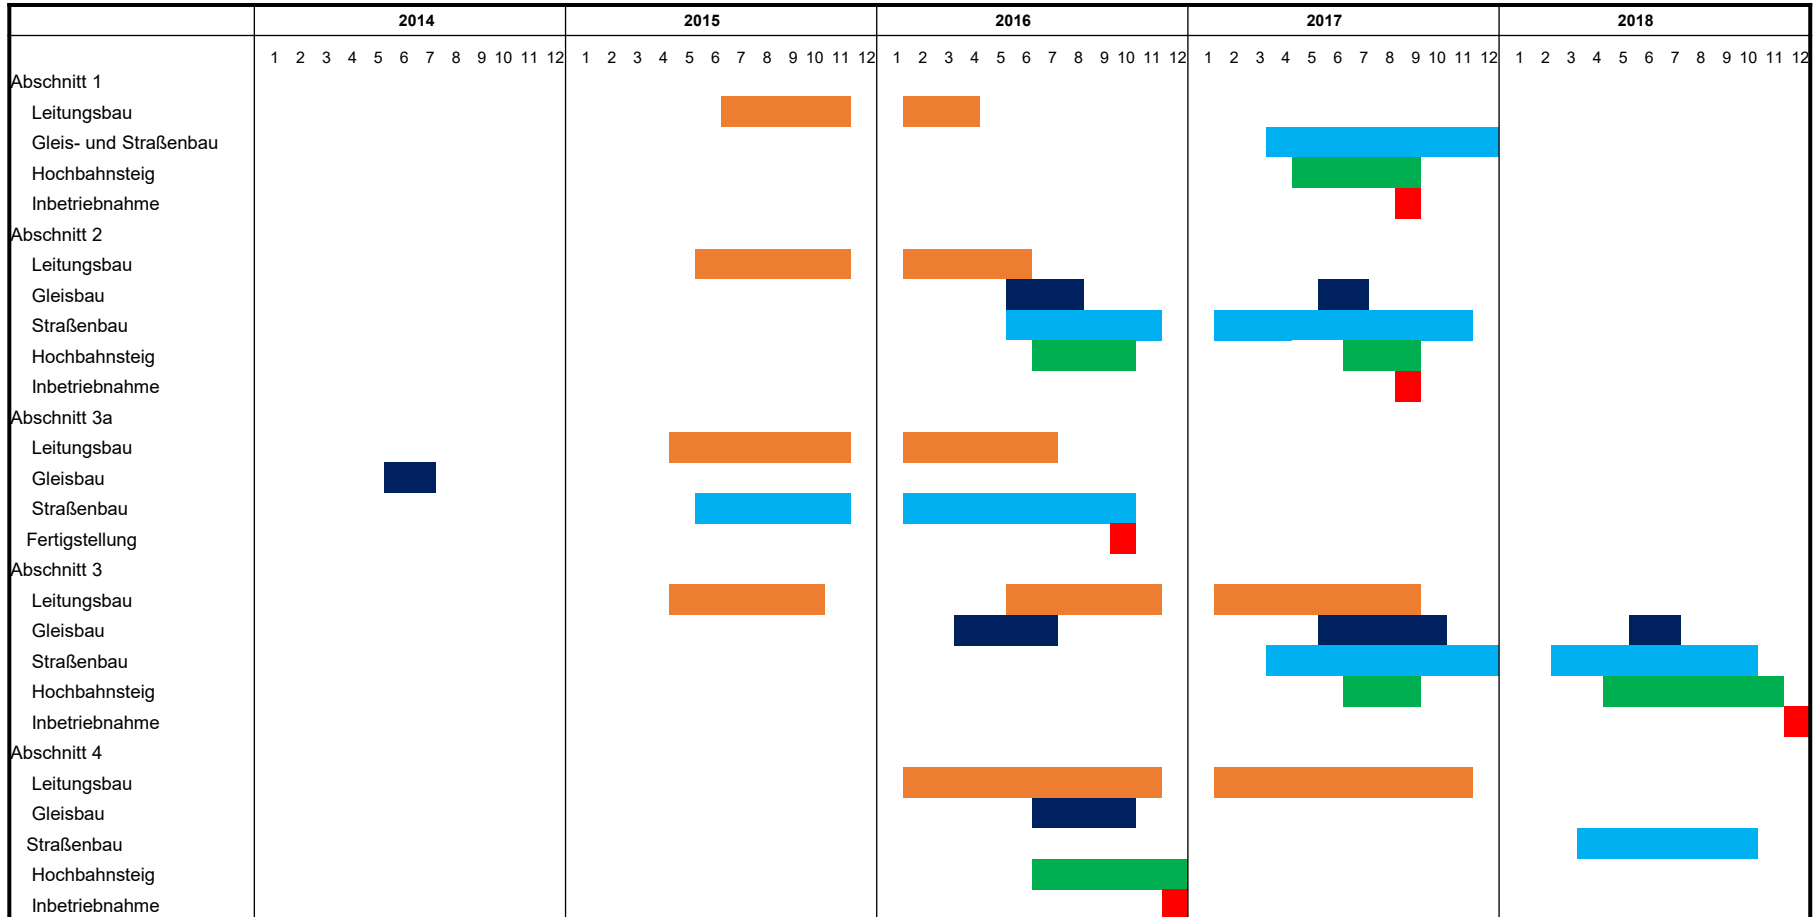 2014 2015 2016 2017 2018
1 2 3 4 5 6 7 8 9 10 11 12 1 2 3 4 5 6 7 8 9 10 11 12 1 2 3 4 5 6 7 8 9 10 11 12 1 2 3 4 5 6 7 8 9 10 11 12 1 2 3 4 5 6 7 8 9 10 11 12
Abschnitt 1
Leitungsbau
Gleis- und Straßenbau
Hochbahnsteig
Inbetriebnahme
Abschnitt 2
Leitungsbau
Gleisbau
Straßenbau
Hochbahnsteig
Inbetriebnahme
Abschnitt 3a
Leitungsbau
Gleisbau
Straßenbau
Fertigstellung
Abschnitt 3
Leitungsbau
Gleisbau
Straßenbau
Hochbahnsteig
Inbetriebnahme
Abschnitt 4
Leitungsbau
Gleisbau
Straßenbau
Hochbahnsteig
Inbetriebnahme